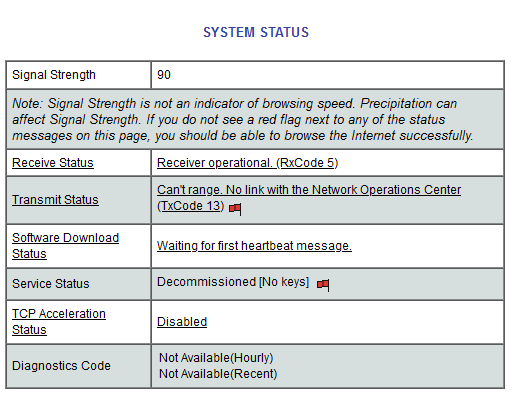 SYSTEM STATUS
Signal Strength
90
Note: Signal Strength is not an indicator of browsing speed. Precipitation can
affect Signal Strength. If you do not see a red flag next to any of the status
messages on this page, you should be able to browse the Internet successfully.
Receive Status
Receiver operational. (RxCode 5)
Transmit Status
Can't range. No link with the Network Operations Center
(TxCode 13)
Software Download
Status
Waiting for first heartbeat message.
Service Status
Decommissioned [No keys]
TCP Acceleration
Status
Disabled
Diagnostics Code
Not Available(Hourly)
Not Available(Recent)